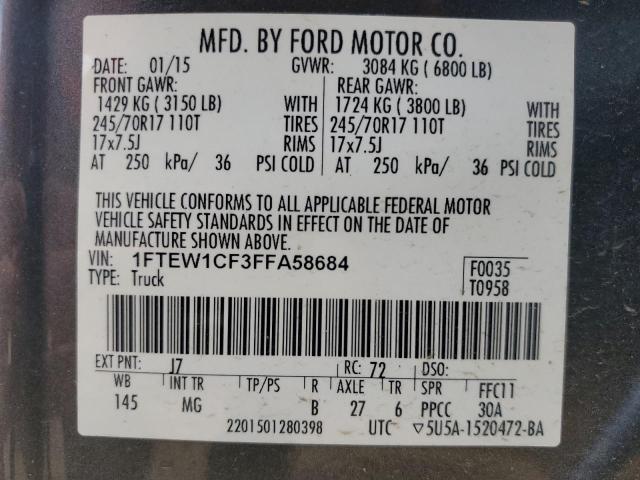 MFD. BY FORD MOTOR CO.
DATE: 01/15 GVWR: 3084 KG ( 6800 LB)
FRONT GAWR: REAR GAWR:
1429 KG ( 3150 LB) WITH 1724 KG ( 3800 LB) WITH
245/70R17 110T TIRES 245/70R17 110T TIRES
17x7.5J RIMS 17x7.5J RIMS
AT 250 kPa/ 36 PSI COLD AT 250 kPa/ 36 PSI COLD
THIS VEHICLE CONFORMS TO ALL APPLICABLE FEDERAL MOTOR
VEHICLE SAFETY STANDARDS IN EFFECT ON THE DATE OF
MANUFACTURE SHOWN ABOVE.
VIN: 1FTEW1CF3FFA58684 F0035
TYPE: Truck T0958
EXT PNT: J7 RC: 72 DSO:
WB INT TR TP/PS R AXLE TR SPR FFC11
145 MG B 27 6 PPCC 30A
2201501280398 UTC ▽5U5A-1520472-BA